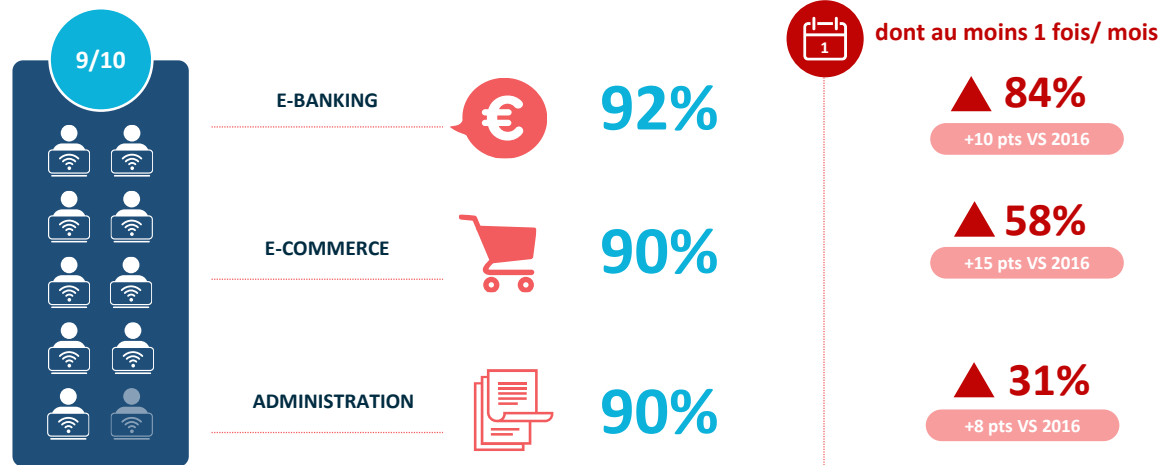 9/10
1
dont au moins 1 fois/ mois
E-BANKING
€
92%
84%
+10 pts VS 2016
E-COMMERCE
90%
58%
+15 pts VS 2016
ADMINISTRATION
90%
31%
+8 pts VS 2016